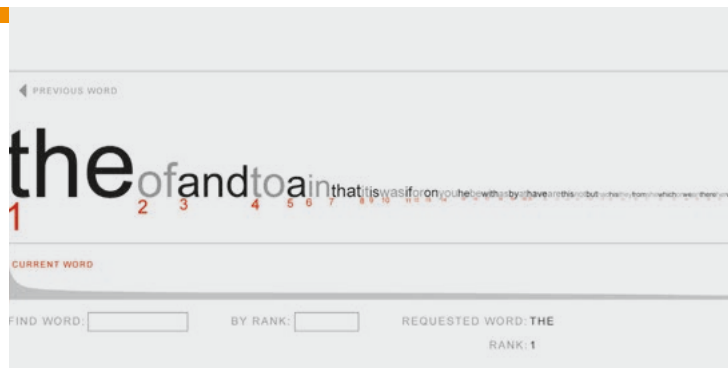 PREVIOUS WORD
theofandtoainthatitiswasiforonyouhebewithasbyathavearethisnotbut
1 2 3 4 5 6 7 8 9 10
CURRENT WORD
FIND WORD: BY RANK: REQUESTED WORD: THE
RANK: 1